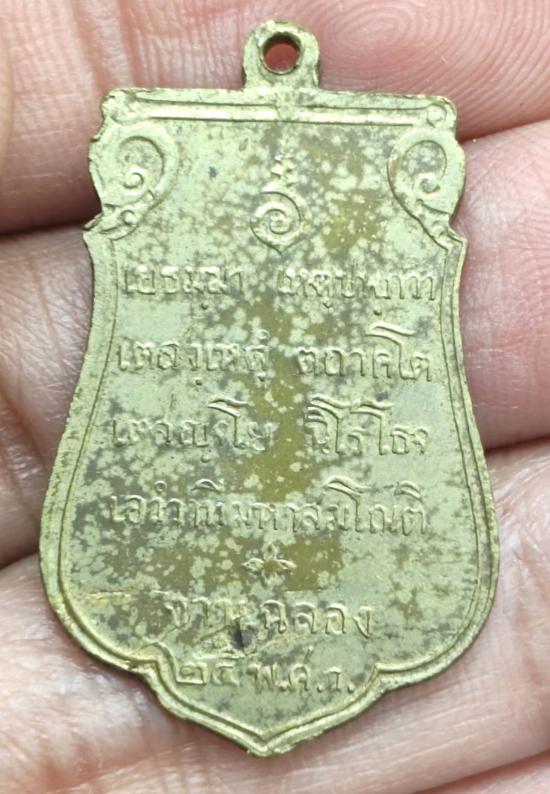 เยธมฺมา เหตุปพฺภวา
เตสํเหตุํ ตถาคโต
เตสญฺจโย นิโรโธจ
เอวํวาทีมหาสมโณติ
งานฉลอง
๒๕ พ.ศ.ว.